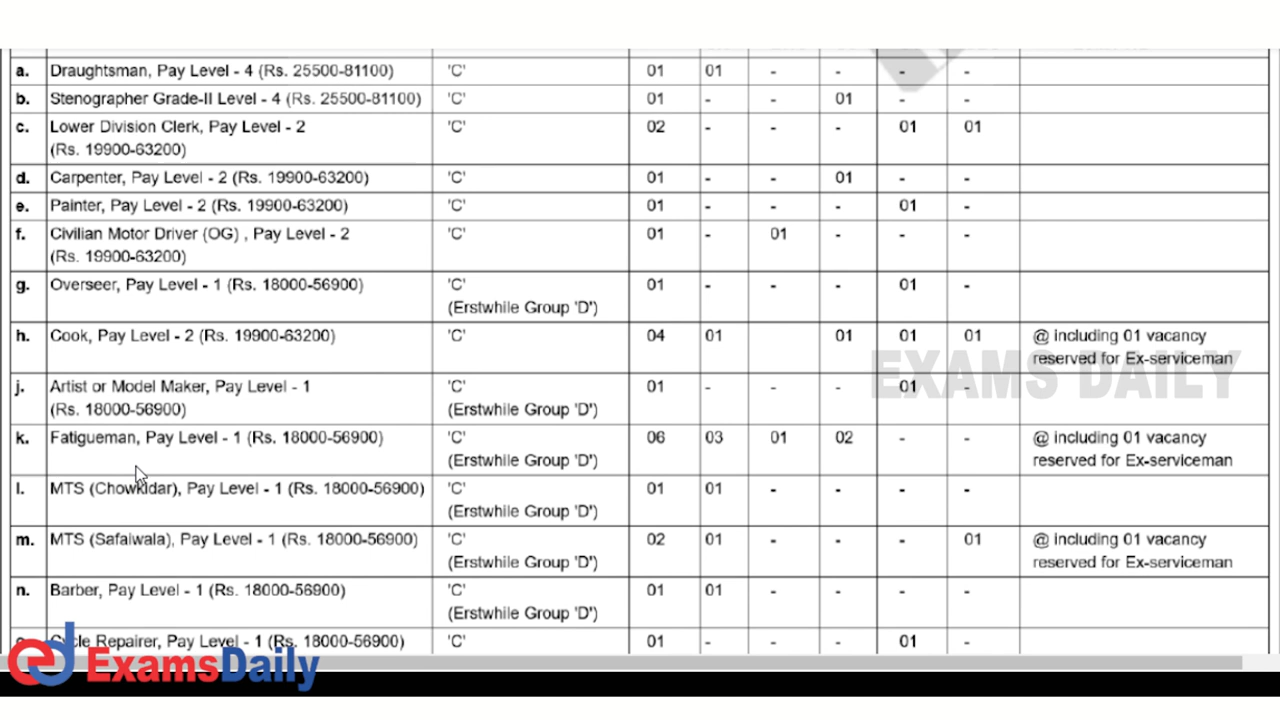 a. Draughtsman, Pay Level - 4 (Rs. 25500-81100) 'C' 01 01 - - - -
b. Stenographer Grade-II Level - 4 (Rs. 25500-81100) 'C' 01 - - 01 - -
c. Lower Division Clerk, Pay Level - 2 'C' 02 - - - 01 01
(Rs. 19900-63200)
d. Carpenter, Pay Level - 2 (Rs. 19900-63200) 'C' 01 - - 01 - -
e. Painter, Pay Level - 2 (Rs. 19900-63200) 'C' 01 - - - 01 -
f. Civilian Motor Driver (OG) , Pay Level - 2 'C' 01 - 01 - - -
(Rs. 19900-63200)
g. Overseer, Pay Level - 1 (Rs. 18000-56900) 'C' 01 - - - 01 -
(Erstwhile Group 'D')
h. Cook, Pay Level - 2 (Rs. 19900-63200) 'C' 04 01 01 01 01 @ including 01 vacancy
reserved for Ex-serviceman
EXAMS DAILY
j. Artist or Model Maker, Pay Level - 1 'C' 01 - - - 01 -
(Rs. 18000-56900) (Erstwhile Group 'D')
k. Fatigueman, Pay Level - 1 (Rs. 18000-56900) 'C' 06 03 01 02 - - @ including 01 vacancy
(Erstwhile Group 'D') reserved for Ex-serviceman
l. MTS (Chowkidar), Pay Level - 1 (Rs. 18000-56900) 'C' 01 01 - - - -
(Erstwhile Group 'D')
m. MTS (Safaiwala), Pay Level - 1 (Rs. 18000-56900) 'C' 02 01 - - - 01 @ including 01 vacancy
(Erstwhile Group 'D') reserved for Ex-serviceman
n. Barber, Pay Level - 1 (Rs. 18000-56900) 'C' 01 01 - - - -
(Erstwhile Group 'D')
Cycle Repairer, Pay Level - 1 (Rs. 18000-56900) 'C' 01 - - - 01 -
ed ExamsDaily